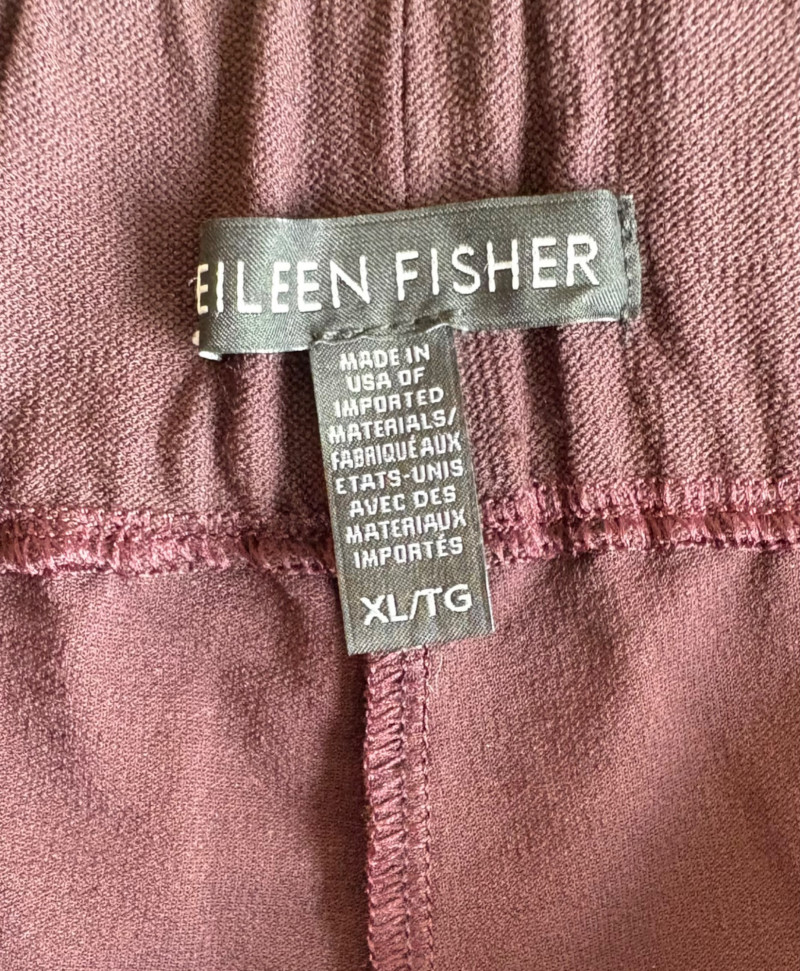 EILEEN FISHER
MADE IN
USA OF
IMPORTED
MATERIALS/
FABRIQUÉ AUX
ETATS-UNIS
AVEC DES
MATERIAUX
IMPORTÉS
XL/TG